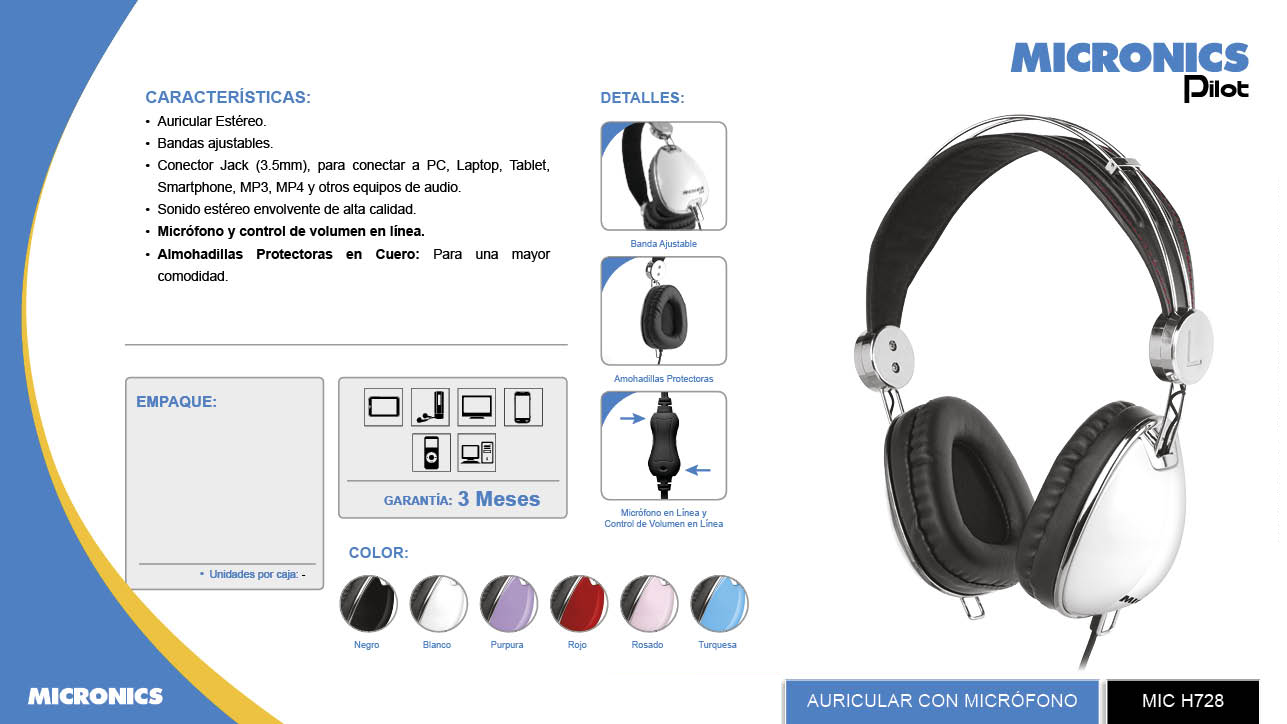 MICRONICS
Pilot
CARACTERÍSTICAS:
• Auricular Estéreo.
• Bandas ajustables.
• Conector Jack (3.5mm), para conectar a PC, Laptop, Tablet,
Smartphone, MP3, MP4 y otros equipos de audio.
• Sonido estéreo envolvente de alta calidad.
• Micrófono y control de volumen en línea.
• Almohadillas Protectoras en Cuero: Para una mayor
comodidad.
DETALLES:
Banda Ajustable
Amohadillas Protectoras
Micrófono en Línea y
Control de Volumen en Línea
L
EMPAQUE:
• Unidades por caja: -
GARANTÍA: 3 Meses
COLOR:
Negro
Blanco
Purpura
Rojo
Rosado
Turquesa
MICRONICS
AURICULAR CON MICRÓFONO
MIC H728